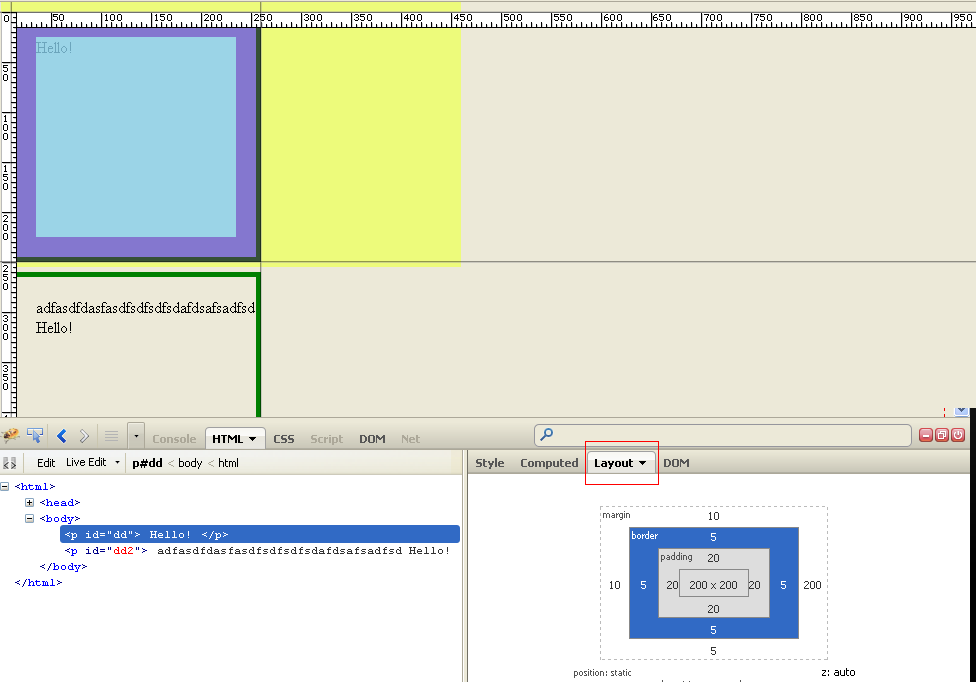 0 50 100 150 200 250 300 350 400 450 500 550 600 650 700 750 800 850 900 950
Hello!
50
100
150
200
250
adfasdfdasfasdfsdfsdfsdafdsafsadfsd
300
Hello!
350
Console HTML CSS Script DOM Net
Edit Live Edit p#dd < body < html
Style Computed Layout DOM
<html>
<head>
<body>
<p id="dd"> Hello! </p>
<p id="dd2"> adfasdfdasfasdfsdfsdfsdafdsafsadfsd Hello!
</body>
</html>
margin 10
border 5
padding 20
10 5 20 200 x 200 20 5 200
20
5
5
position: static z: auto